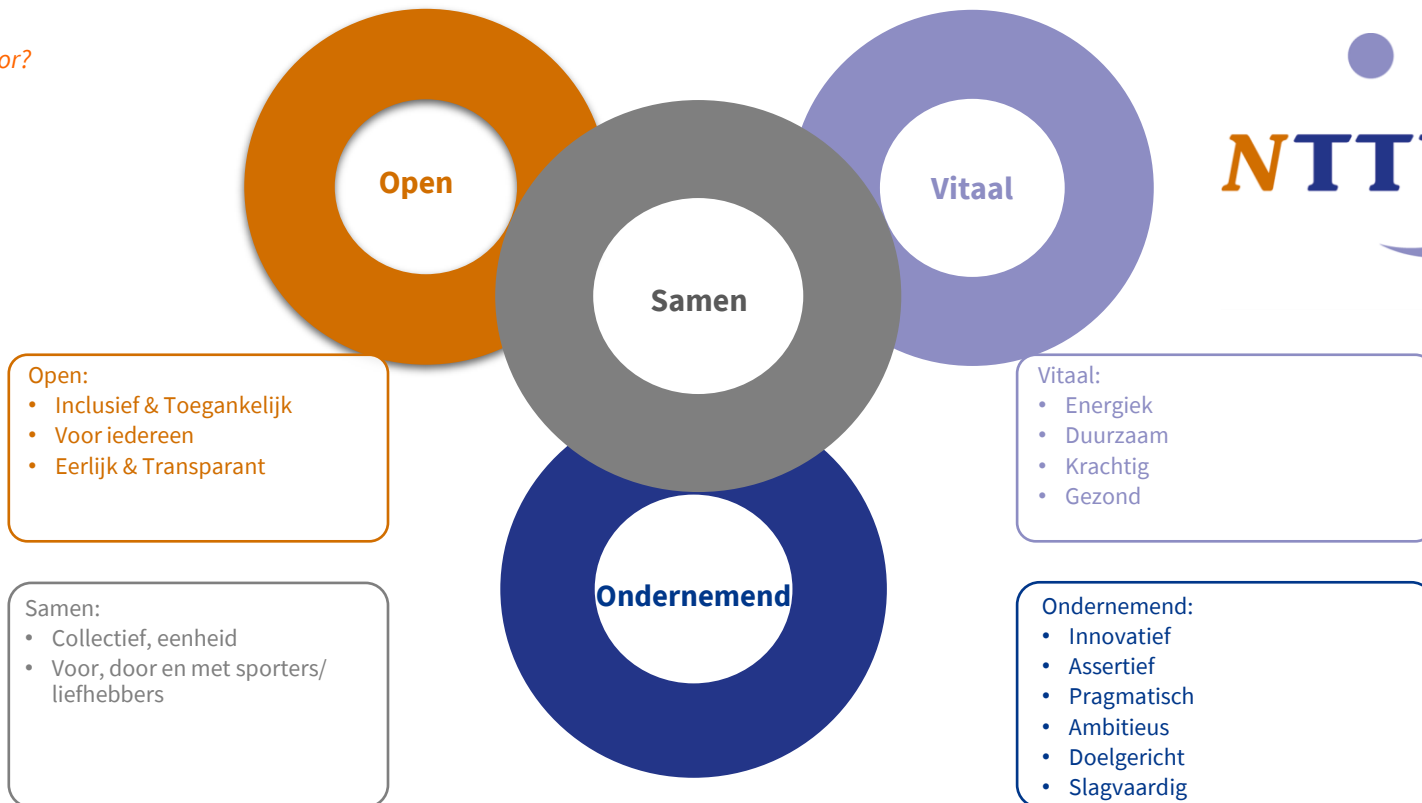 or?
NTT
Open
Vitaal
Samen
Ondernemend
Open:
• Inclusief & Toegankelijk
• Voor iedereen
• Eerlijk & Transparant
Vitaal:
• Energiek
• Duurzaam
• Krachtig
• Gezond
Samen:
• Collectief, eenheid
• Voor, door en met sporters/
liefhebbers
Ondernemend:
• Innovatief
• Assertief
• Pragmatisch
• Ambitieus
• Doelgericht
• Slagvaardig